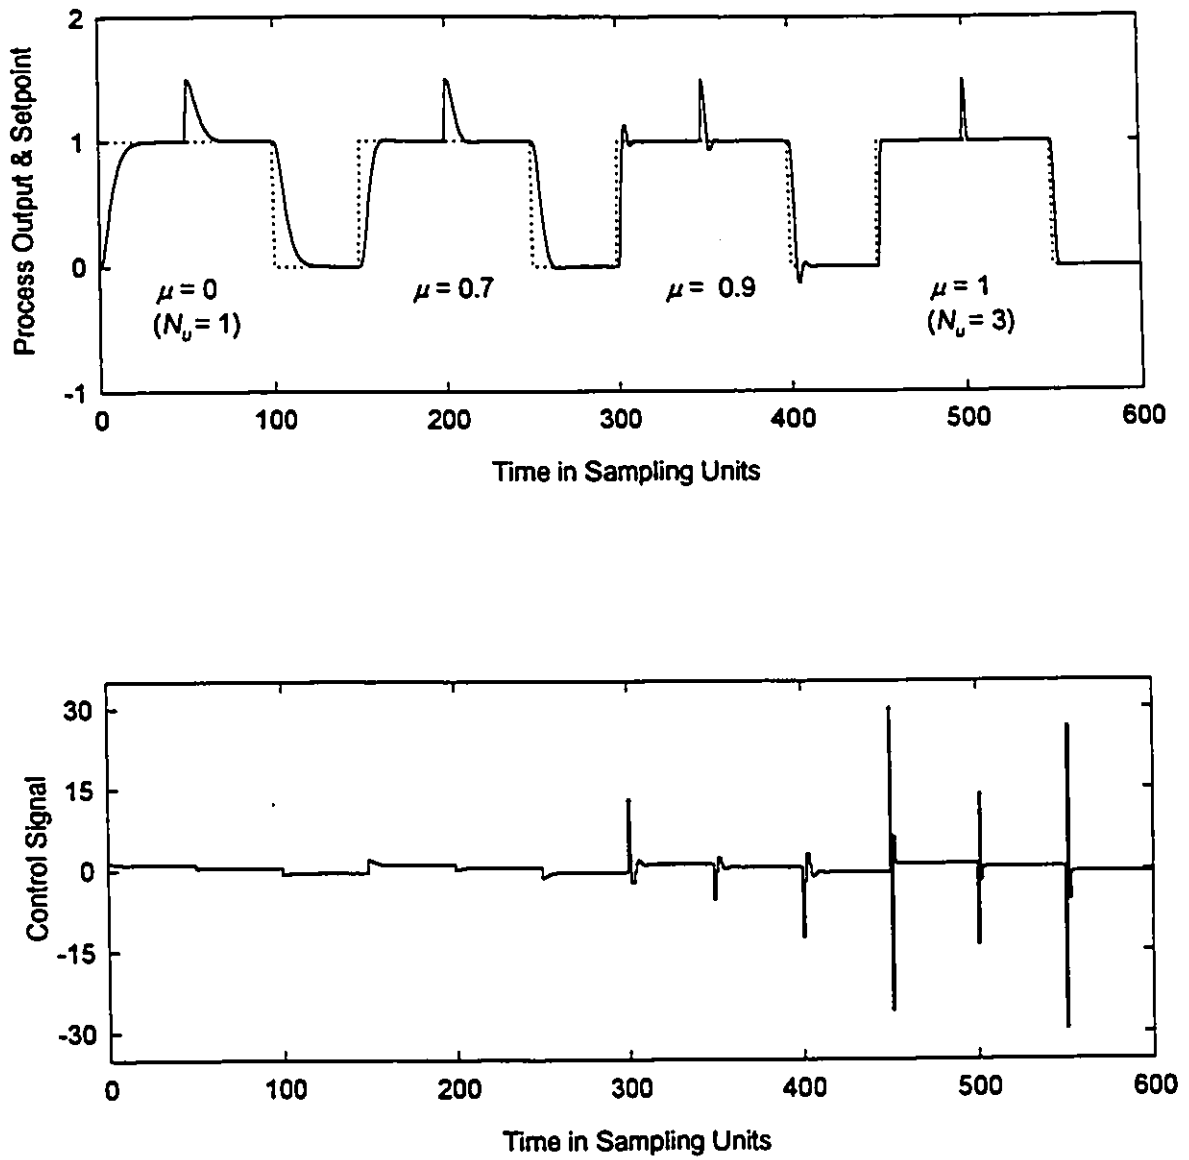 Process Output & Setpoint
2
1
0
-1
μ = 0
(Nu = 1)
μ = 0.7
μ = 0.9
μ = 1
(Nu = 3)
0 100 200 300 400 500 600
Time in Sampling Units
Control Signal
30
15
0
-15
-30
0 100 200 300 400 500 600
Time in Sampling Units